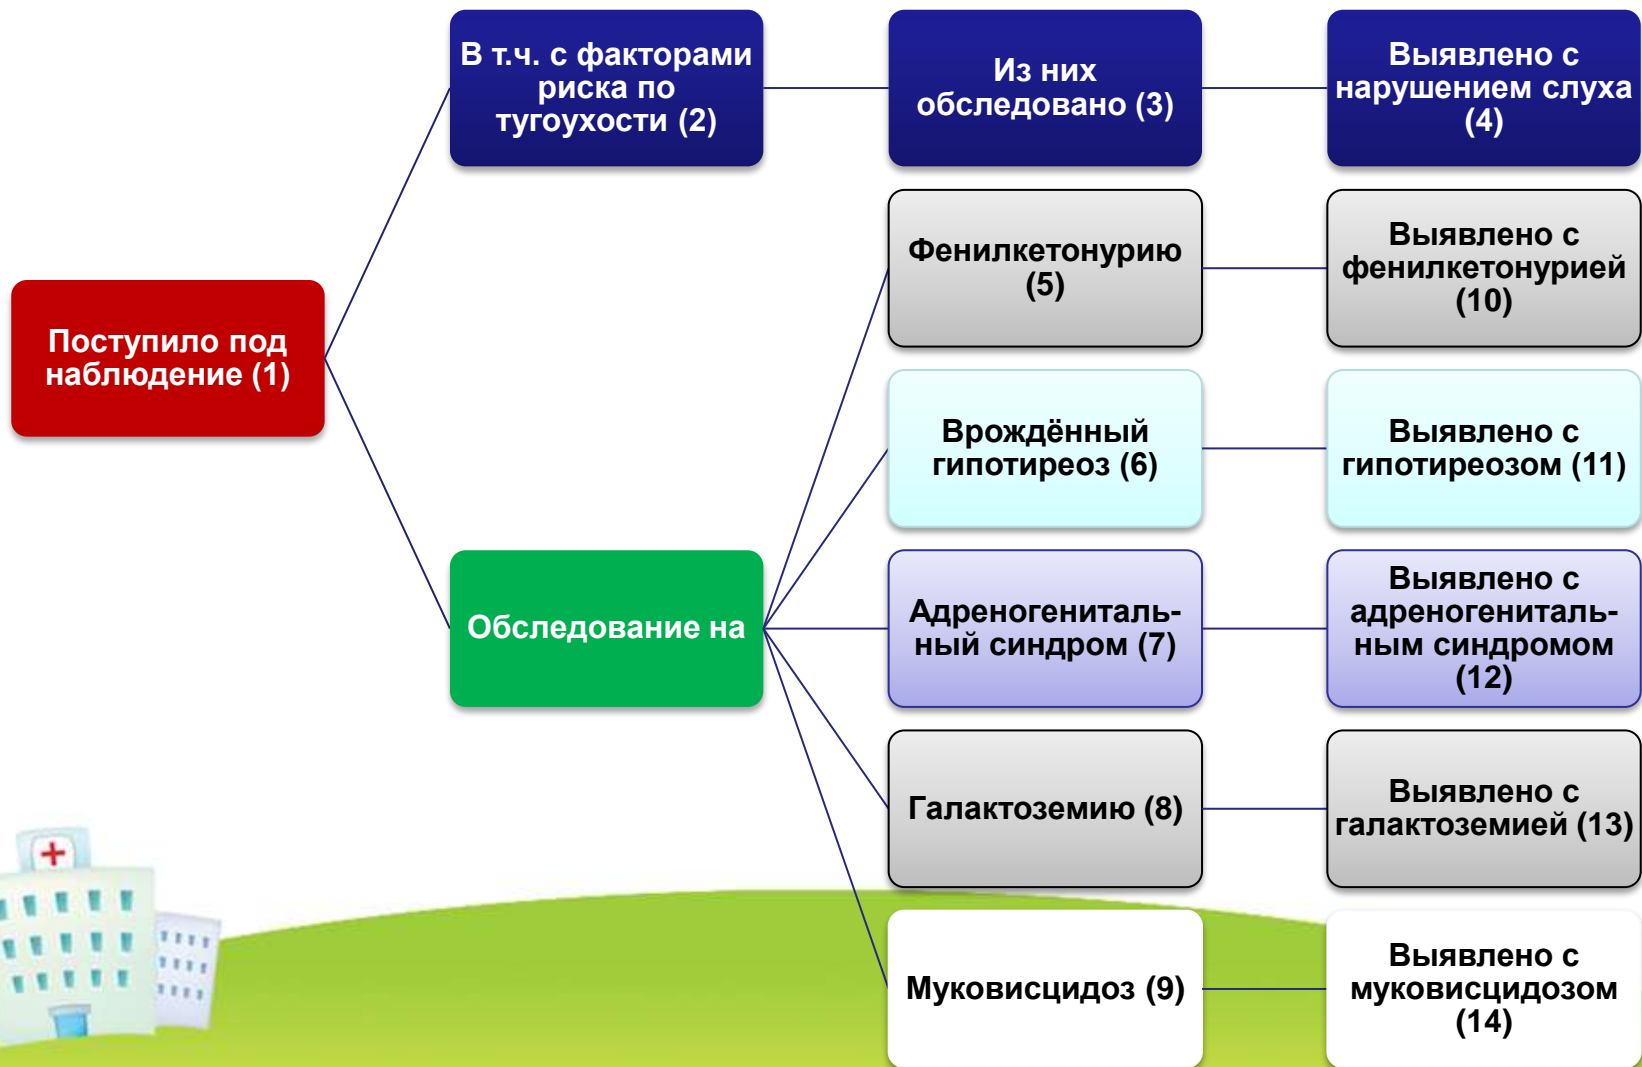 В т.ч. с факторами
риска по
тугоухости (2)
Из них
обследовано (3)
Выявлено с
нарушением слуха
(4)
Фенилкетонурию
(5)
Выявлено с
фенилкетонурией
(10)
Поступило под
наблюдение (1)
Врождённый
гипотиреоз (6)
Выявлено с
гипотиреозом (11)
Обследование на
Адреногениталь-
ный синдром (7)
Выявлено с
адреногениталь-
ным синдромом
(12)
Галактоземию (8)
Выявлено с
галактоземией (13)
Муковисцидоз (9)
Выявлено с
муковисцидозом
(14)